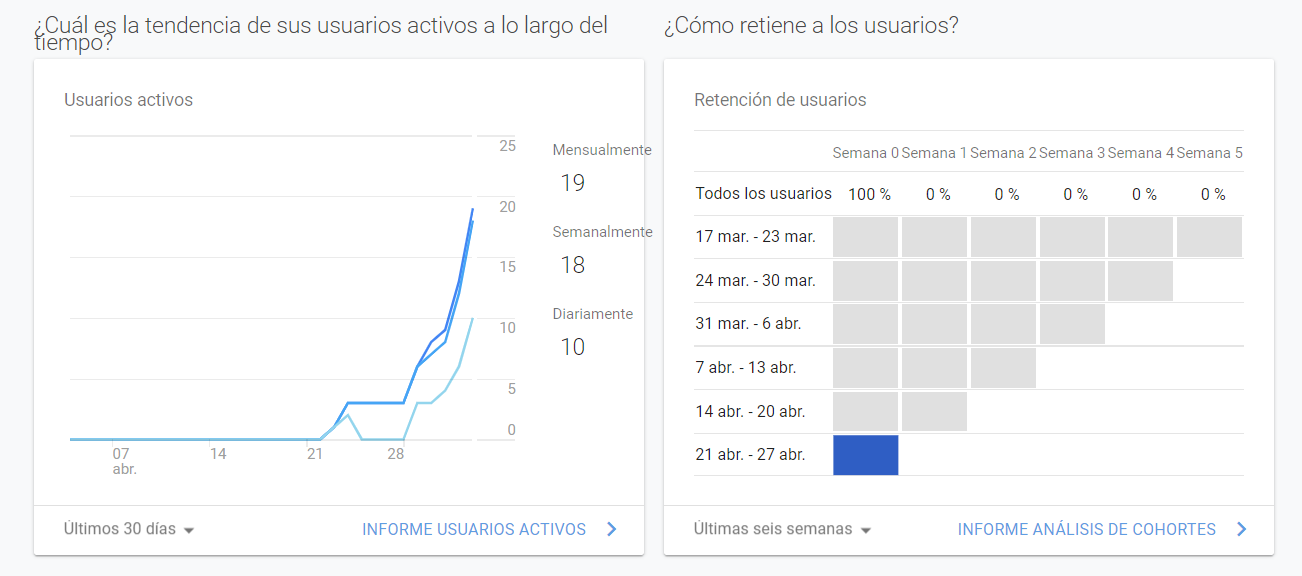 ¿Cuál es la tendencia de sus usuarios activos a lo largo del
tiempo?
Usuarios activos
25
20
15
10
5
0
07
abr.
14
21
28
Mensualmente
19
Semanalmente
18
Diariamente
10
Últimos 30 días
INFORME USUARIOS ACTIVOS
¿Cómo retiene a los usuarios?
Retención de usuarios
Semana 0 Semana 1 Semana 2 Semana 3 Semana 4 Semana 5
Todos los usuarios 100 % 0 % 0 % 0 % 0 % 0 %
17 mar. - 23 mar.
24 mar. - 30 mar.
31 mar. - 6 abr.
7 abr. - 13 abr.
14 abr. - 20 abr.
21 abr. - 27 abr.
Últimas seis semanas
INFORME ANÁLISIS DE COHORTES